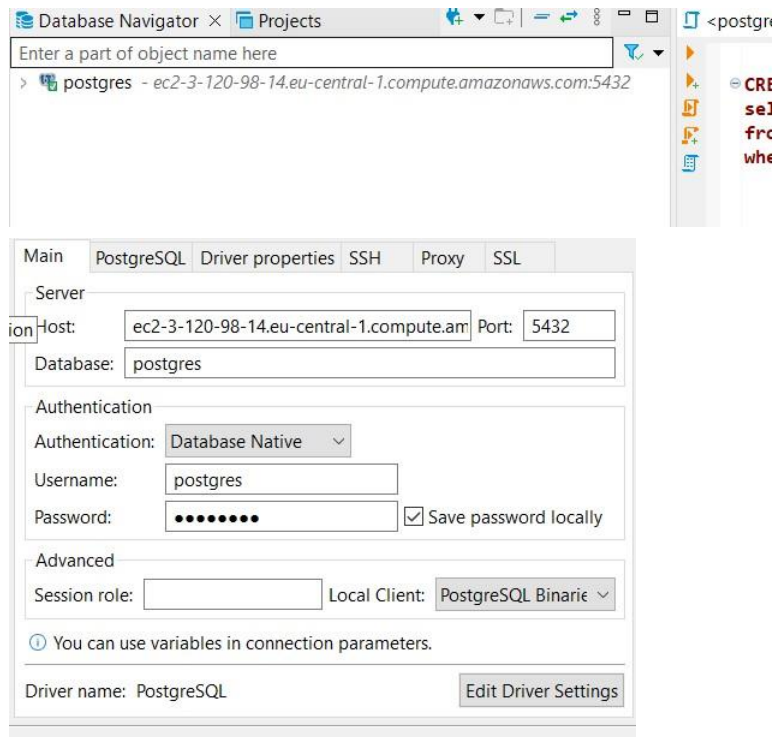 Database Navigator Projects
Enter a part of object name here
postgres - ec2-3-120-98-14.eu-central-1.compute.amazonaws.com:5432
<postgre
CRE
sel
fro
whe
Main PostgreSQL Driver properties SSH Proxy SSL
Server
ion Host: ec2-3-120-98-14.eu-central-1.compute.am Port: 5432
Database: postgres
Authentication
Authentication: Database Native
Username: postgres
Password: ●●●●●●●● Save password locally
Advanced
Session role: Local Client: PostgreSQL Binarie
You can use variables in connection parameters.
Driver name: PostgreSQL Edit Driver Settings